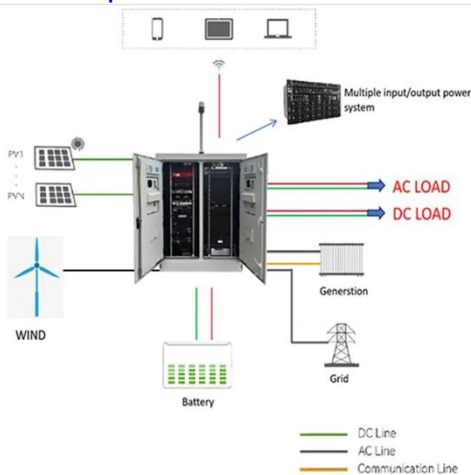 Multiple input/output power
system
PV1
PVN
AC LOAD
DC LOAD
WIND
Generstion
Grid
Battery
DC Line
AC Line
Communication Line